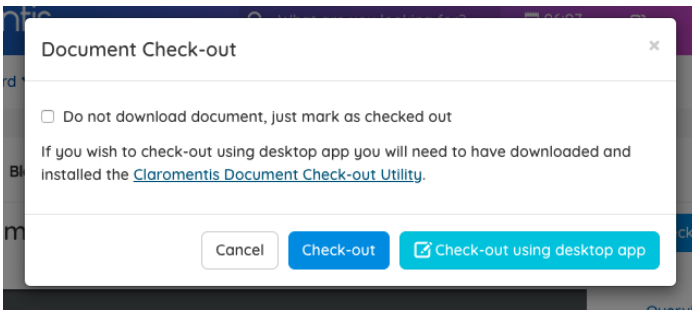 Document Check-out
×
Do not download document, just mark as checked out
If you wish to check-out using desktop app you will need to have downloaded and
installed the Claromentis Document Check-out Utility.
Cancel
Check-out
Check-out using desktop app